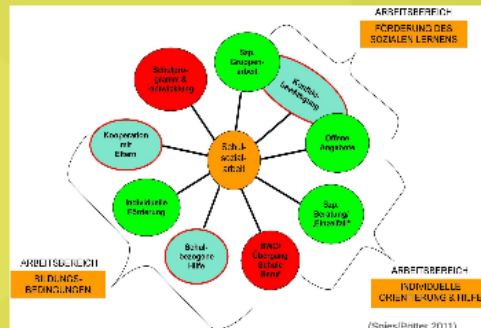 ARBEITSBEREICH
FÖRDERUNG DES
SOZIALEN LERNENS
Soz.
Gruppen-
arbeit
Schulpro-
gramm &
-entwicklung
Konflikt-
bewältigung
Kooperation
mit
Eltern
Offene
Angebote
Schul-
sozial-
arbeit
Individuelle
Förderung
Soz.
Beratung/
„Einzelfall“
Schul-
bezogene
Hilfe
Übergang
Schule
Beruf
ARBEITSBEREICH
BILDUNGS-
BEDINGUNGEN
ARBEITSBEREICH
INDIVIDUELLE
ORIENTIERUNG & HILFE
(Spies/Pötter 2011)